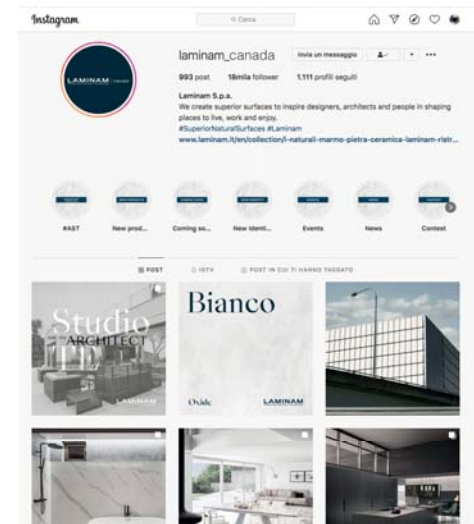 Instagram
Cerca
LAMINAM
laminam_canada
Invia un messaggio
993 post 18mila follower 1.111 profili seguiti
Laminam S.p.a.
We create superior surfaces to inspire designers, architects and people in shaping
places to live, work and enjoy.
#SuperiorNaturalSurfaces #Laminam
www.laminam.it/en/collection/i-naturali-marmo-pietra-ceramica-laminam-ristr...
#AST New prod... Coming so... New identi... Events News Contest
POST IGTV POST IN CUI TI HANNO TAGGATO
Studio
ARCHITECT
LAMINAM
Bianco
Oxide
LAMINAM